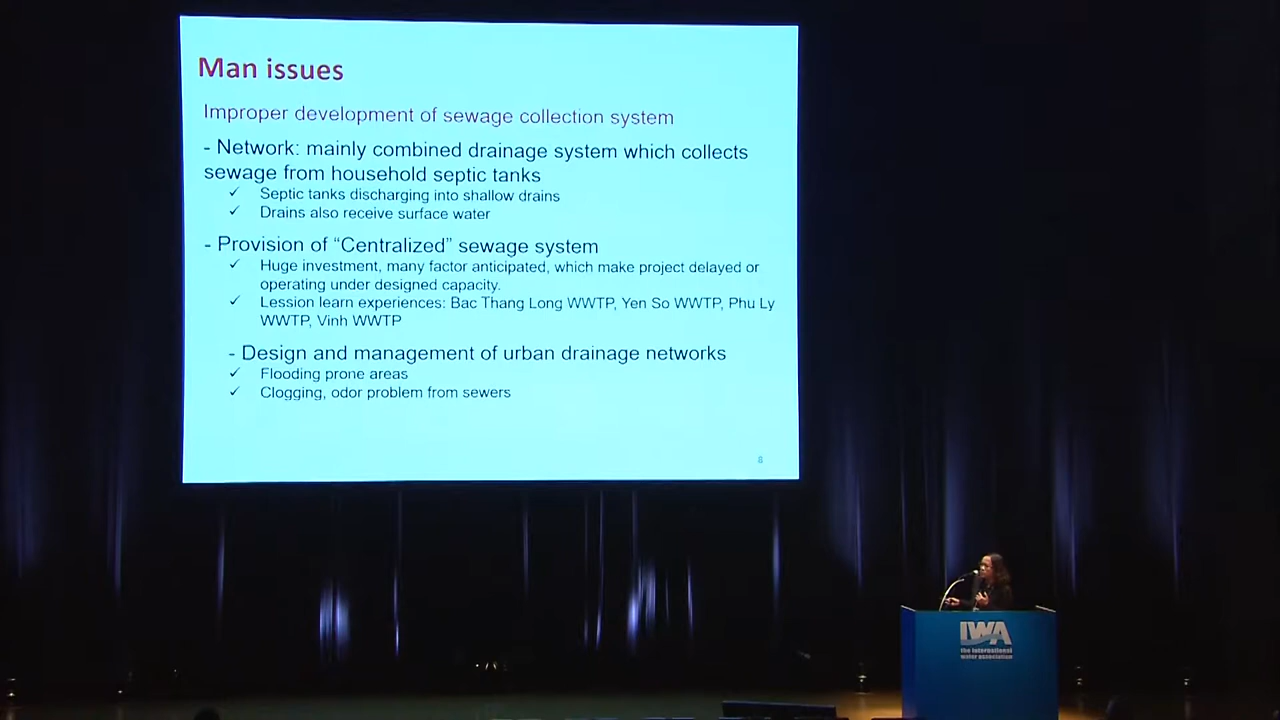 Man issues
Improper development of sewage collection system
- Network: mainly combined drainage system which collects
sewage from household septic tanks
✓ Septic tanks discharging into shallow drains
✓ Drains also receive surface water
- Provision of “Centralized” sewage system
✓ Huge investment, many factor anticipated, which make project delayed or
operating under designed capacity.
✓ Lession learn experiences: Bac Thang Long WWTP, Yen So WWTP, Phu Ly
WWTP, Vinh WWTP
- Design and management of urban drainage networks
✓ Flooding prone areas
✓ Clogging, odor problem from sewers
8
IWA
the international
water association